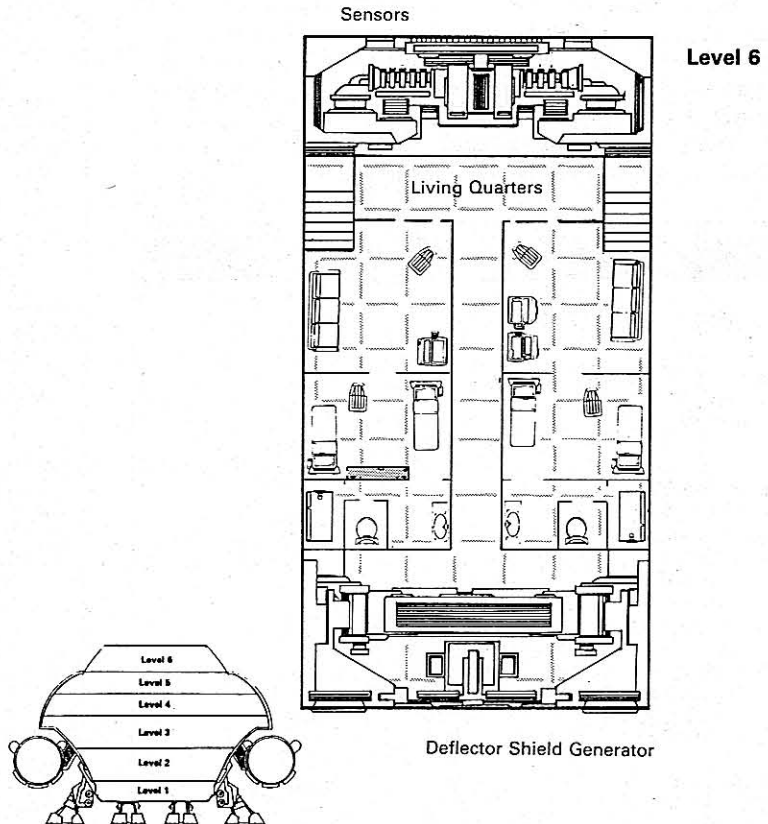 Sensors
Level 6
Living Quarters
Deflector Shield Generator
Level 6
Level 5
Level 4
Level 3
Level 2
Level 1